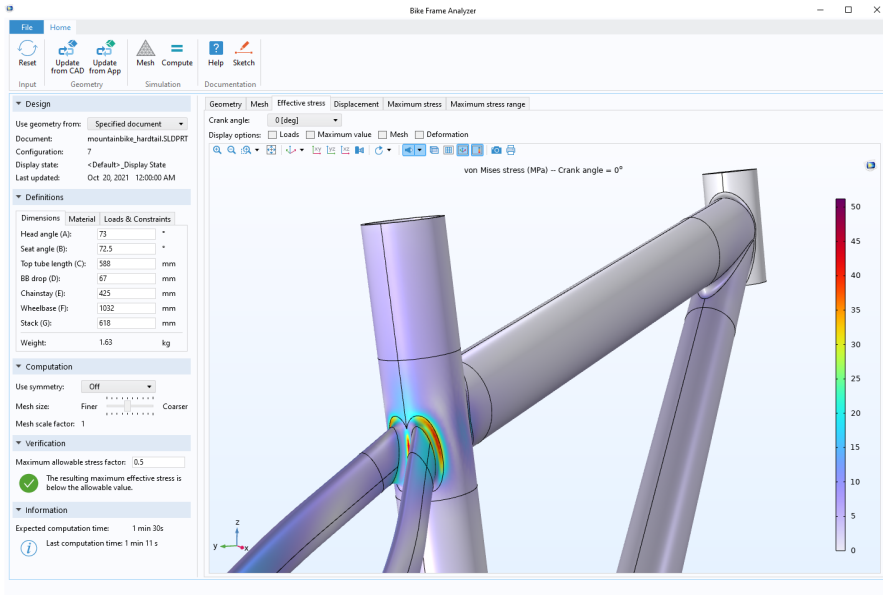 Bike Frame Analyzer
File Home
Reset
Update from CAD
Update from App
Mesh
Compute
Help
Sketch
Input
Geometry
Simulation
Documentation
Design
Use geometry from: Specified document
Document: mountainbike_hardtail.SLDPRT
Configuration: 7
Display state: <Default>_Display State
Last updated: Oct 20, 2021 12:00:00 AM
Definitions
Dimensions Material Loads & Constraints
Head angle (A): 73 °
Seat angle (B): 72.5 °
Top tube length (C): 588 mm
BB drop (D): 67 mm
Chainstay (E): 425 mm
Wheelbase (F): 1032 mm
Stack (G): 618 mm
Weight: 1.63 kg
Computation
Use symmetry: Off
Mesh size: Finer Coarser
Mesh scale factor: 1
Verification
Maximum allowable stress factor: 0.5
The resulting maximum effective stress is
below the allowable value.
Information
Expected computation time: 1 min 30s
Last computation time: 1 min 11 s
Geometry Mesh Effective stress Displacement Maximum stress Maximum stress range
Crank angle: 0 [deg]
Display options: Loads Maximum value Mesh Deformation
von Mises stress (MPa) -- Crank angle = 0°
50
45
40
35
30
25
20
15
10
5
0
z
y
x